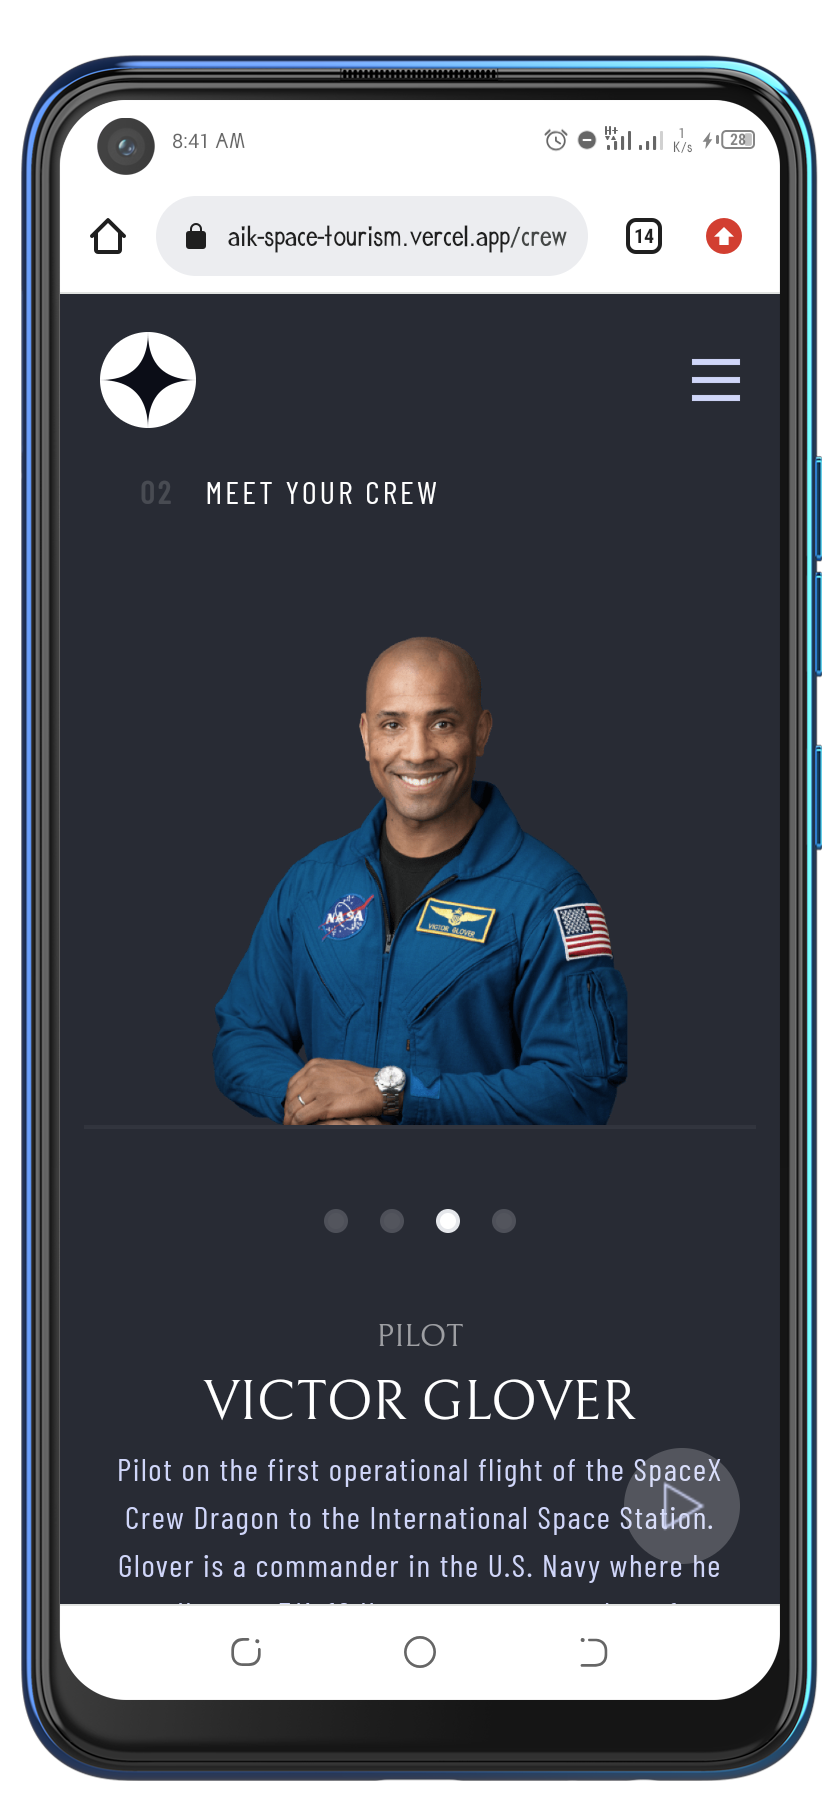 8:41 AM
H+
1
K/s
28
aik-space-tourism.vercel.app/crew
14
02 MEET YOUR CREW
NASA
VICTOR GLOVER
PILOT
VICTOR GLOVER
Pilot on the first operational flight of the SpaceX
Crew Dragon to the International Space Station.
Glover is a commander in the U.S. Navy where he